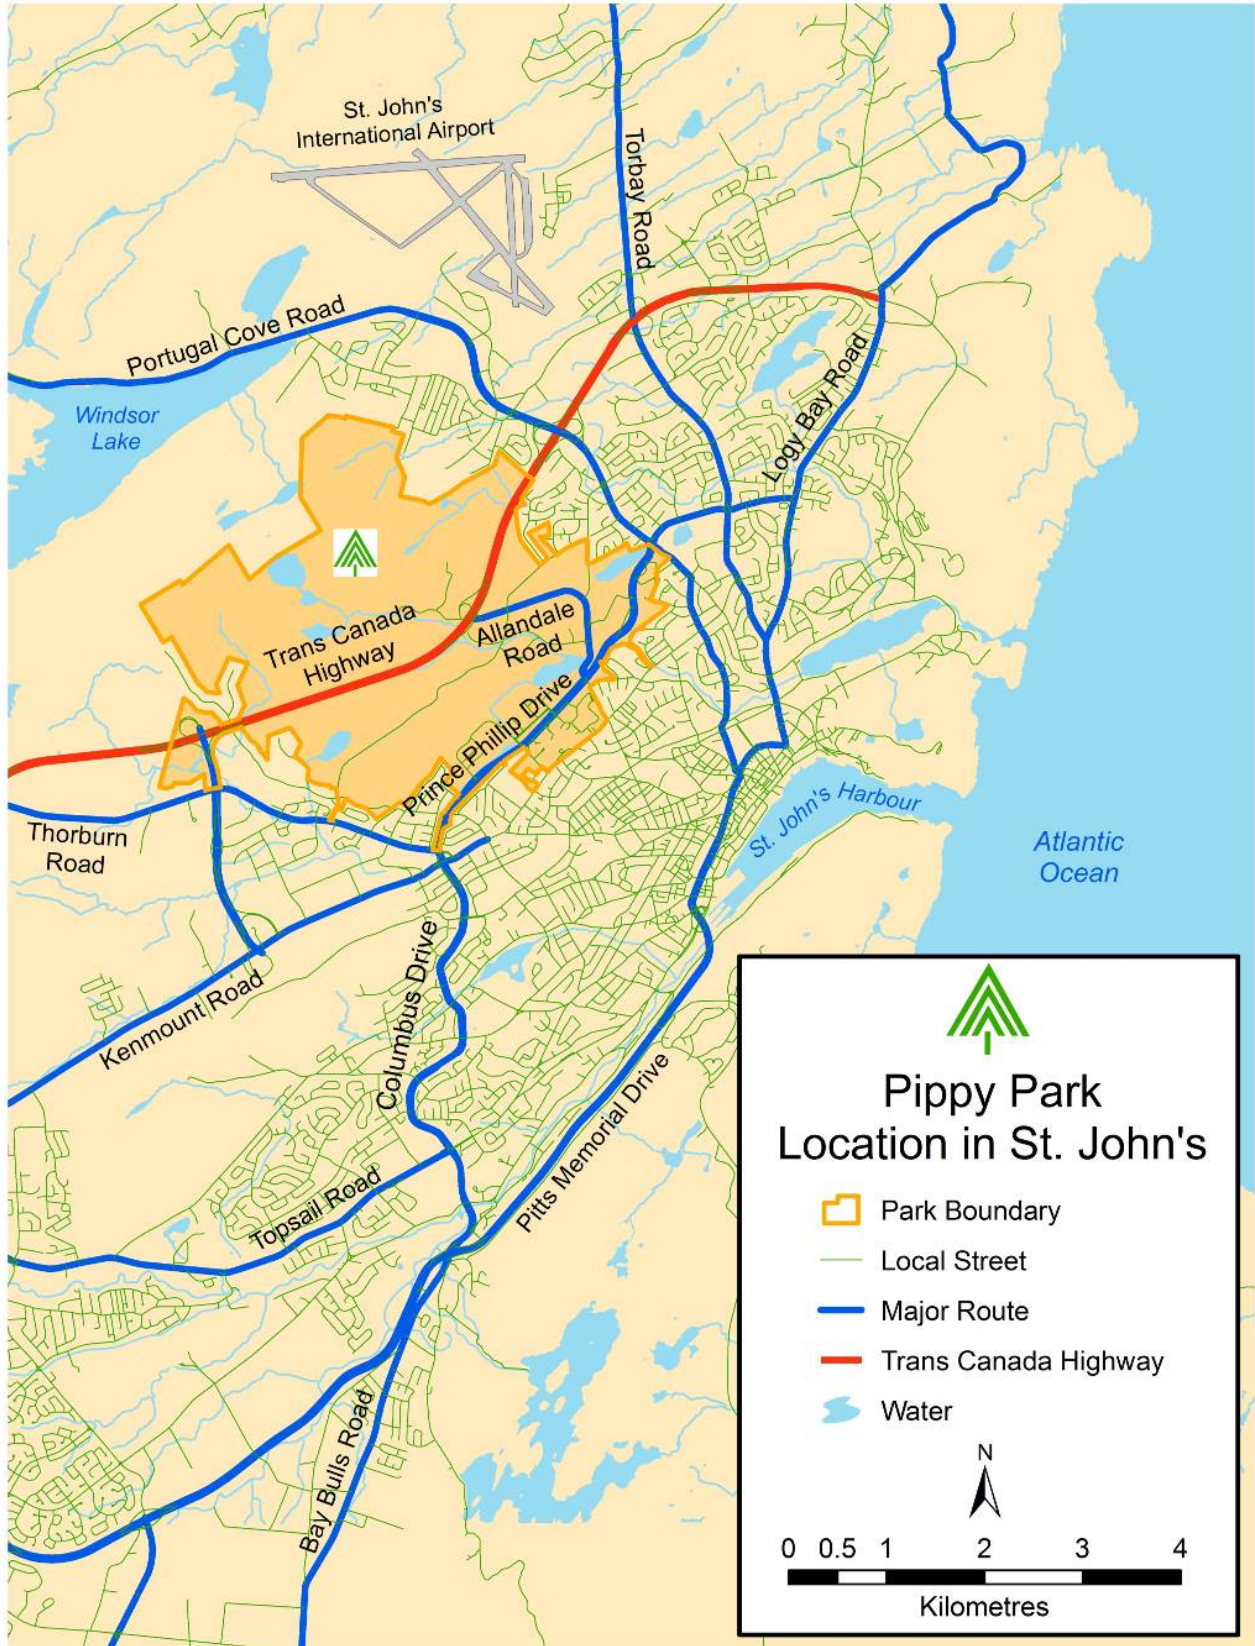 St. John's
International Airport
Torbay Road
Portugal Cove Road
Windsor
Lake
Logy Bay Road
Trans Canada
Highway
Allandale
Road
Prince Phillip Drive
Thorburn
Road
St. John's Harbour
Atlantic
Ocean
Kenmount Road
Columbus Drive
Pitts Memorial Drive
Topsail Road
Bay Bulls Road
Pippy Park
Location in St. John's
Park Boundary
Local Street
Major Route
Trans Canada Highway
Water
N
0 0.5 1 2 3 4
Kilometres